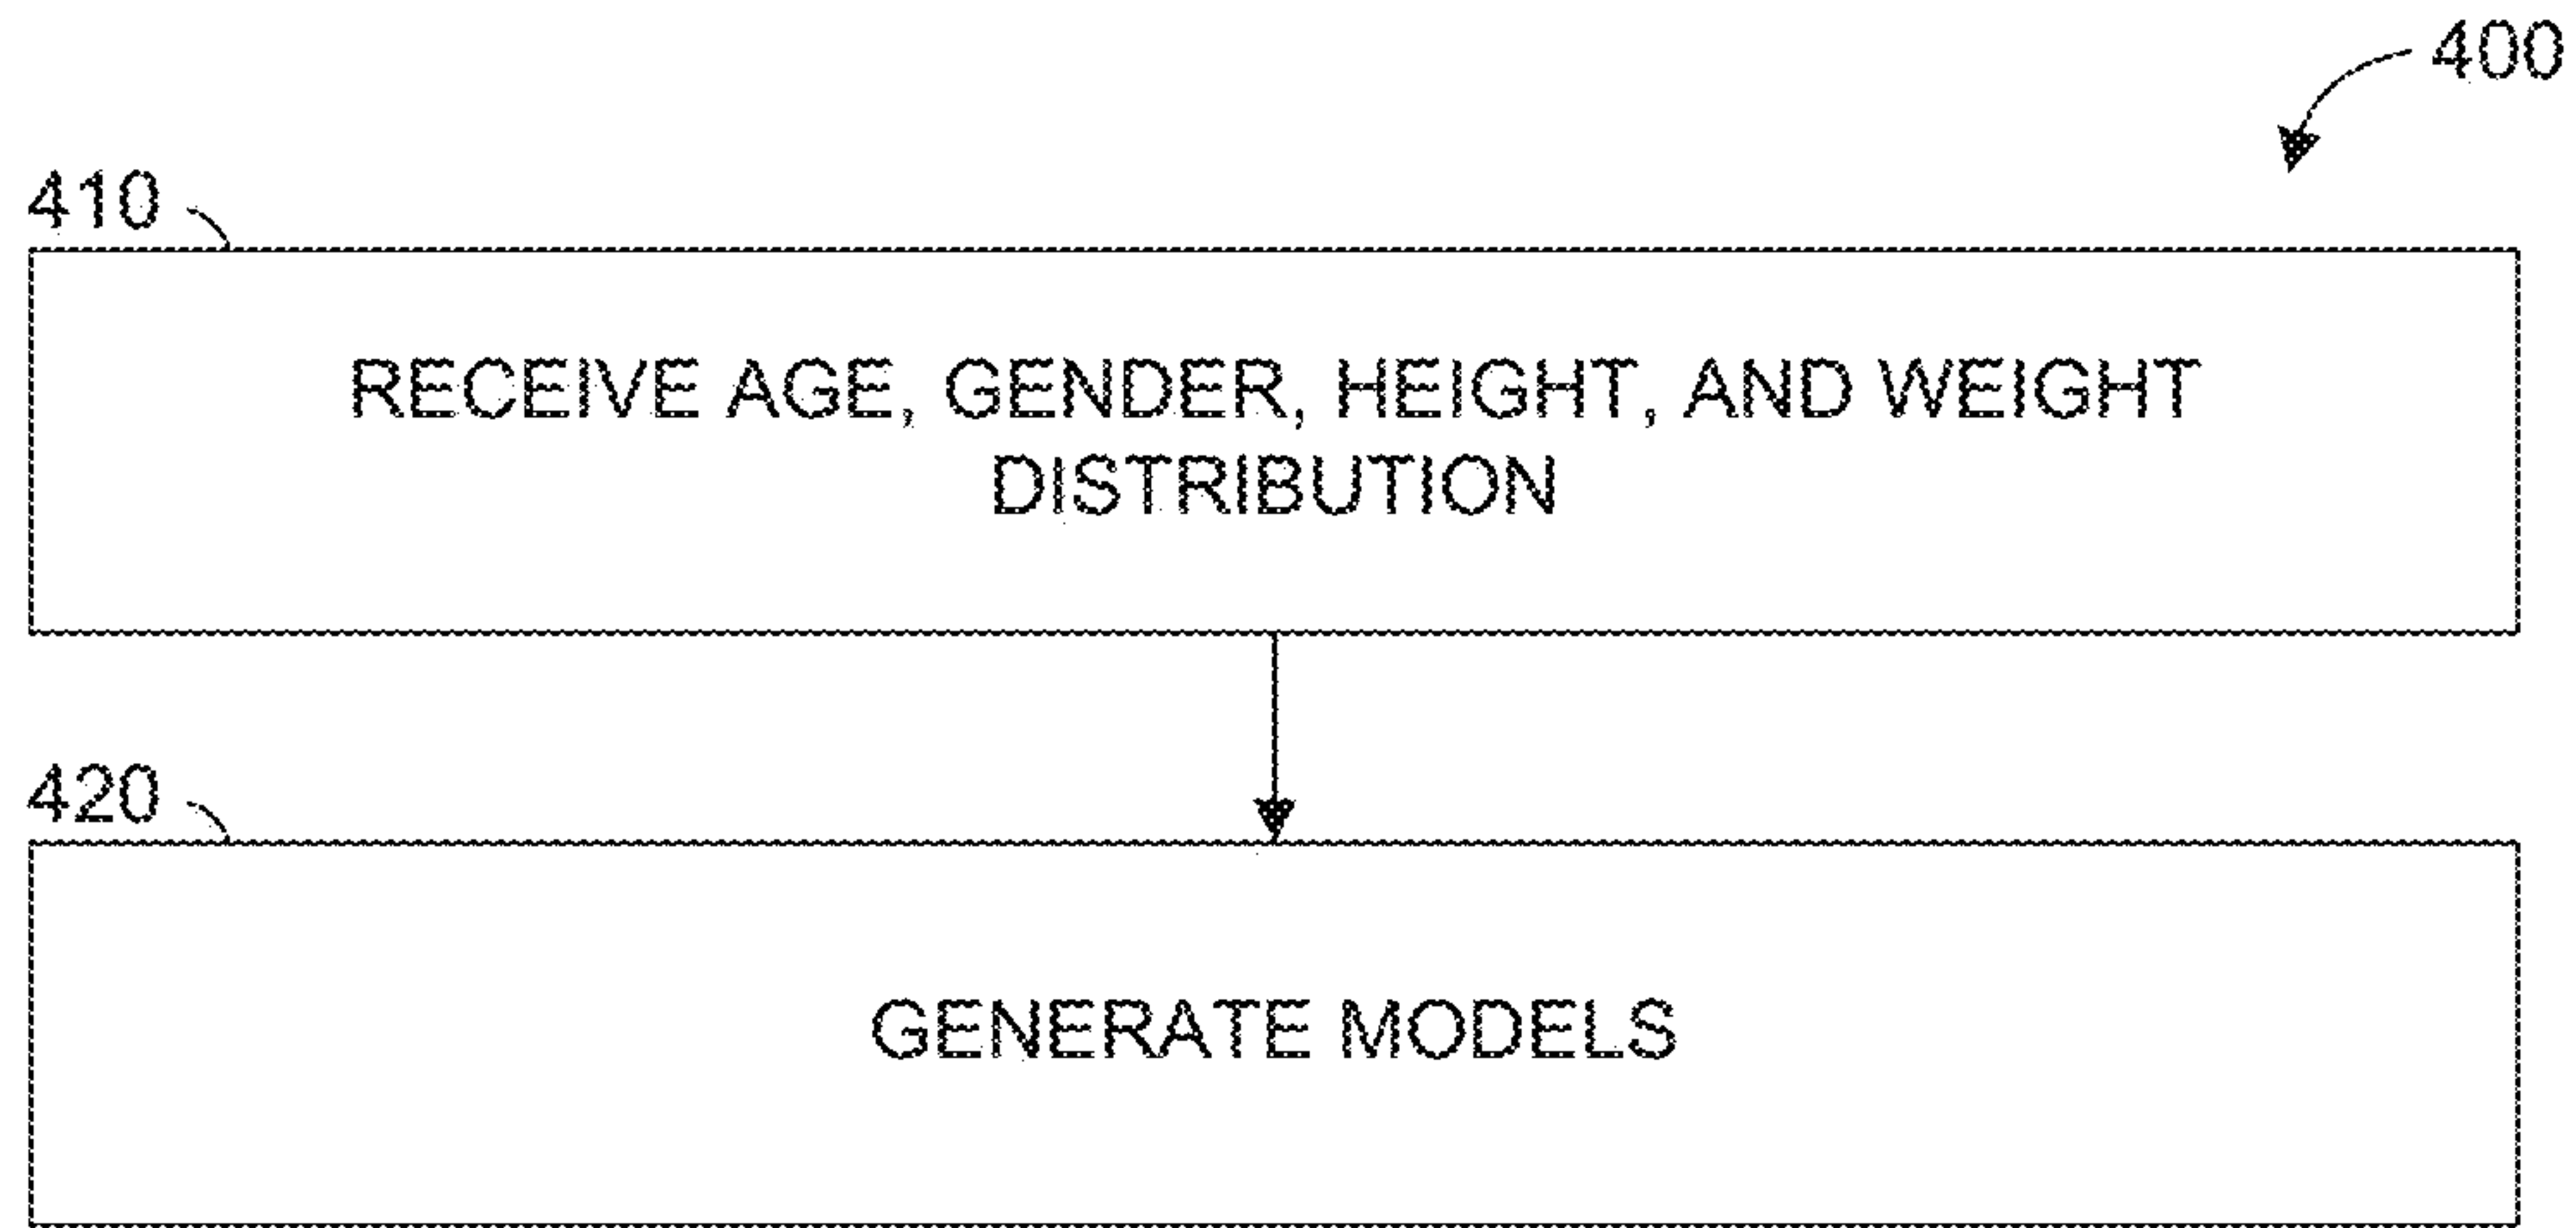 400
410
RECEIVE AGE, GENDER, HEIGHT, AND WEIGHT
DISTRIBUTION
420
GENERATE MODELS